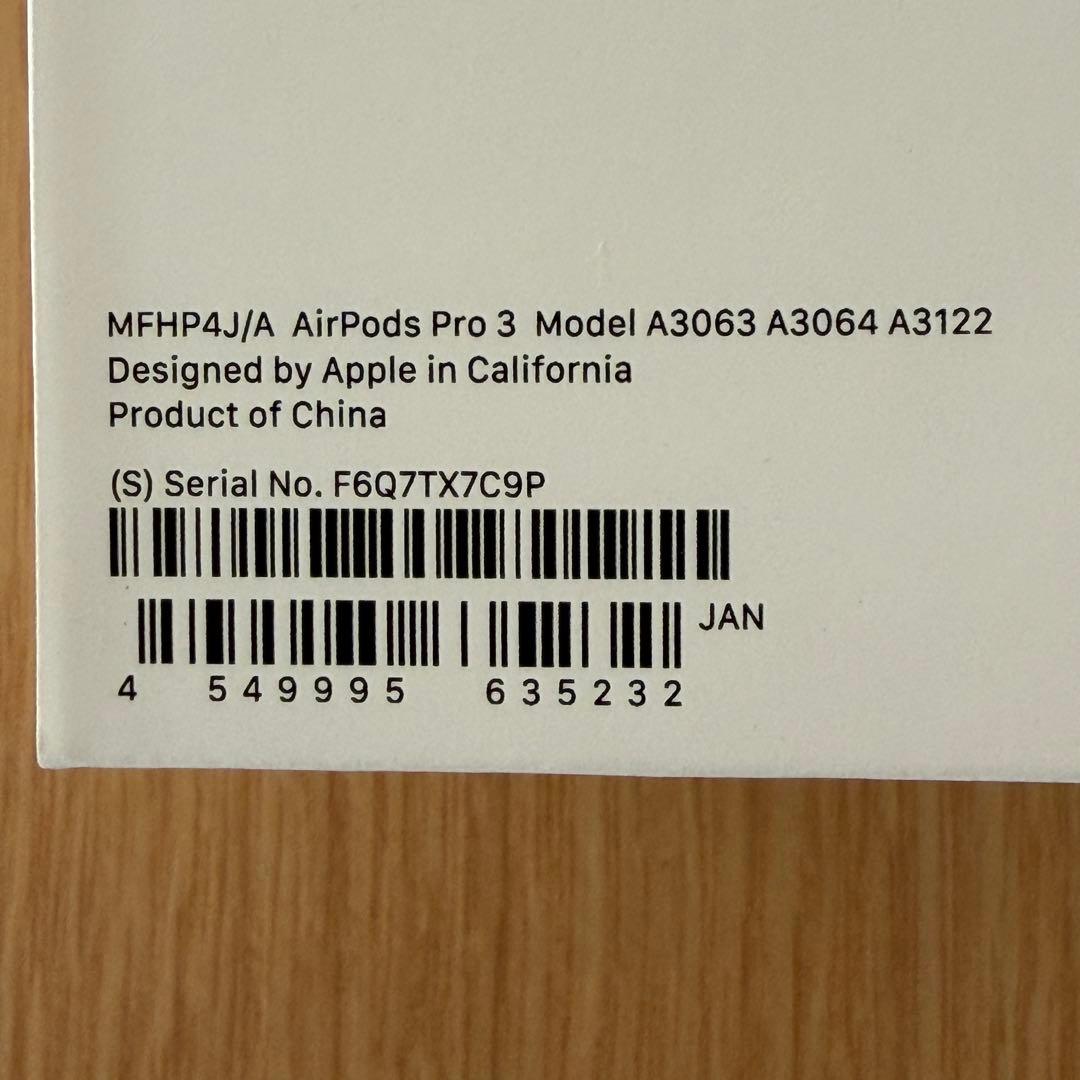 MFHP4J/A AirPods Pro 3 Model A3063 A3064 A3122
Designed by Apple in California
Product of China
(S) Serial No. F6Q7TX7C9P
JAN
4 549995 635232